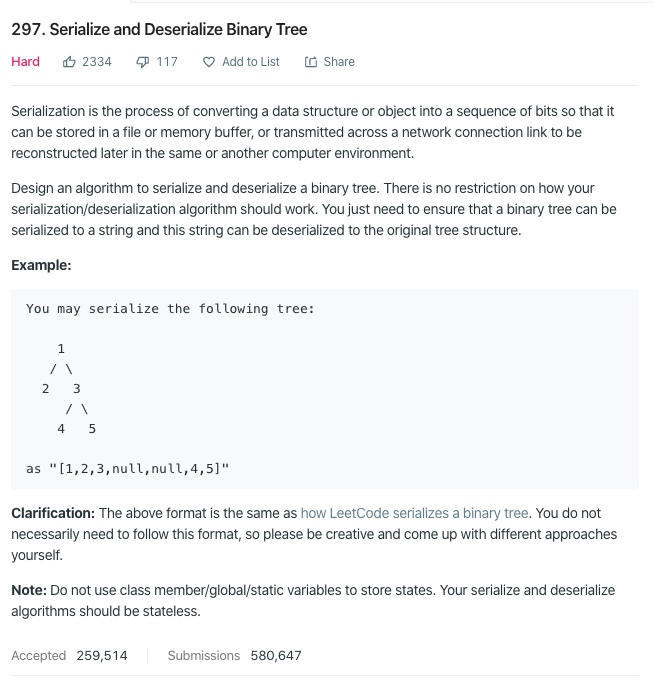 297. Serialize and Deserialize Binary Tree
Hard 2334 117 Add to List Share
Serialization is the process of converting a data structure or object into a sequence of bits so that it
can be stored in a file or memory buffer, or transmitted across a network connection link to be
reconstructed later in the same or another computer environment.
Design an algorithm to serialize and deserialize a binary tree. There is no restriction on how your
serialization/deserialization algorithm should work. You just need to ensure that a binary tree can be
serialized to a string and this string can be deserialized to the original tree structure.
Example:
You may serialize the following tree:
1
/ \
2 3
/ \
4 5
as "[1,2,3,null,null,4,5]"
Clarification: The above format is the same as how LeetCode serializes a binary tree. You do not
necessarily need to follow this format, so please be creative and come up with different approaches
yourself.
Note: Do not use class member/global/static variables to store states. Your serialize and deserialize
algorithms should be stateless.
Accepted 259,514 Submissions 580,647